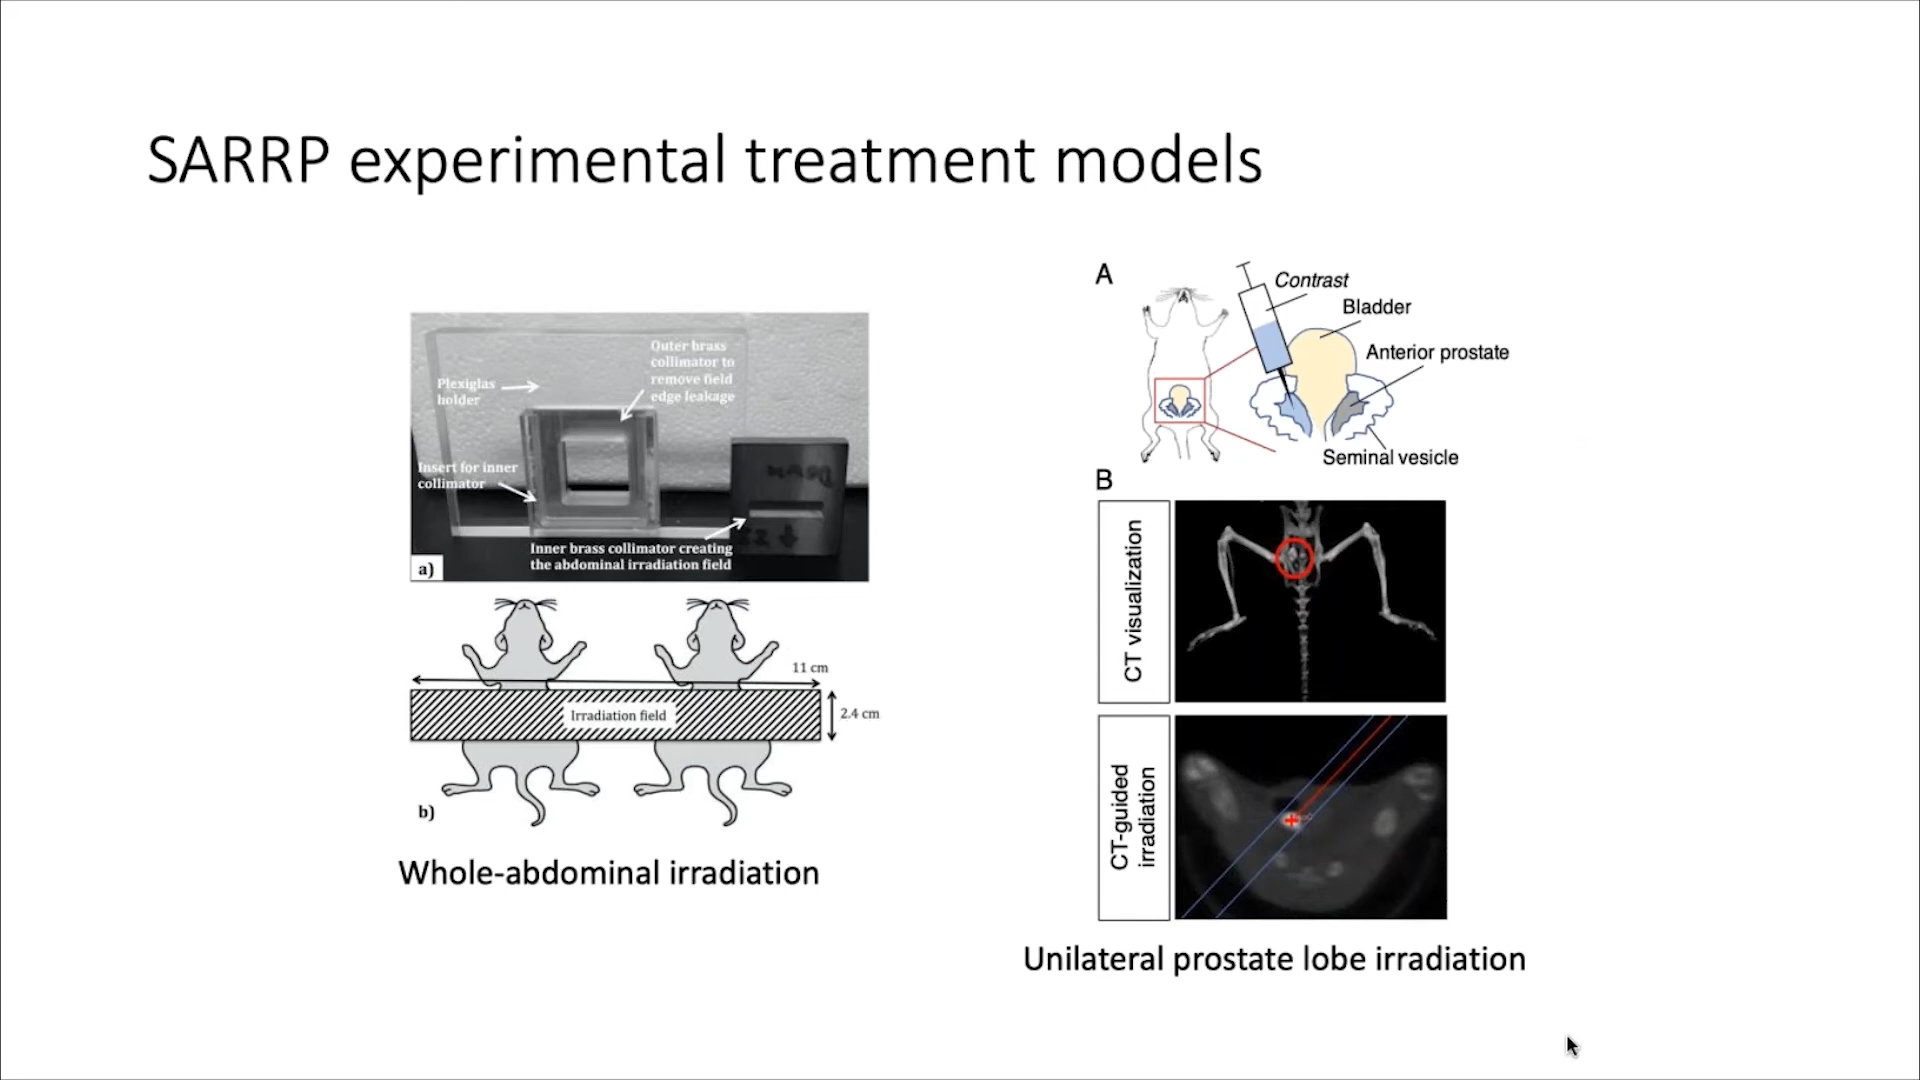 SARRP experimental treatment models
Plexiglas
holder
Outer brass
collimator to
remove field
edge leakage
Insert for inner
collimator
Inner brass collimator creating
the abdominal irradiation field
a)
11 cm
Irradiation field
2.4 cm
b)
Whole-abdominal irradiation
A
Contrast
Bladder
Anterior prostate
Seminal vesicle
B
CT visualization
CT-guided
irradiation
Unilateral prostate lobe irradiation